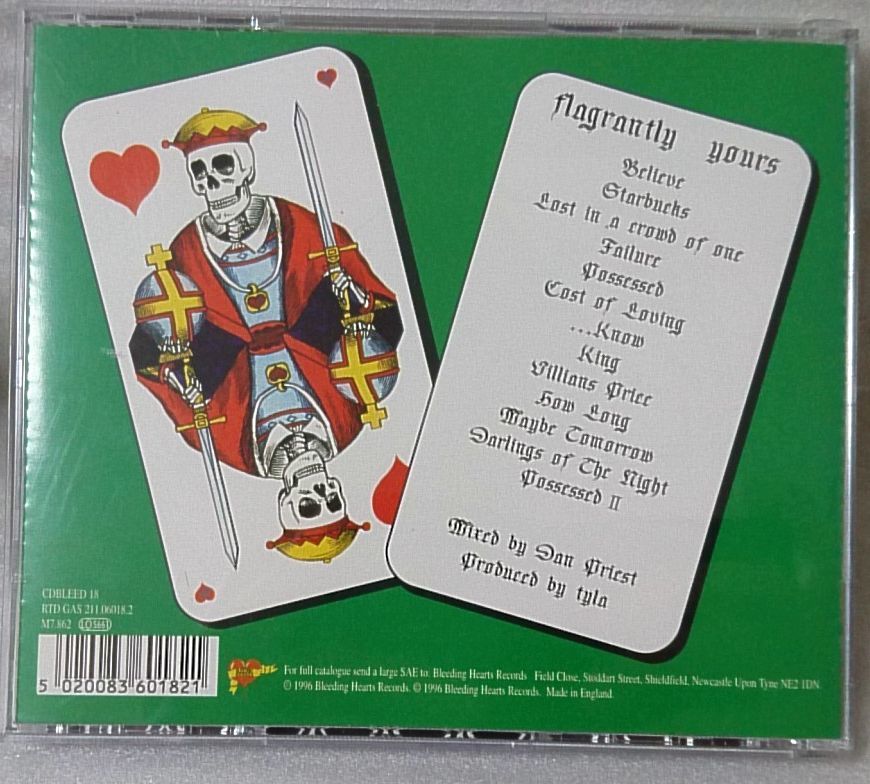 flagrantly yours
Believe
Starbucks
Lost in a crowd of one
Failure
Possessed
Cost of Loving
...Know
King
Villians Price
How Long
Maybe Tomorrow
Darlings of The Night
Possessed II
Mixed by Dan Priest
Produced by tyla
CDBLEED 18
RTD GAS 211.06018.2
M7.862 LC 5661
5 020083 601821
For full catalogue send a large SAE to: Bleeding Hearts Records Field Close, Stoddart Street, Shieldfield, Newcastle Upon Tyne NE2 1DN.
℗ 1996 Bleeding Hearts Records. © 1996 Bleeding Hearts Records. Made in England.